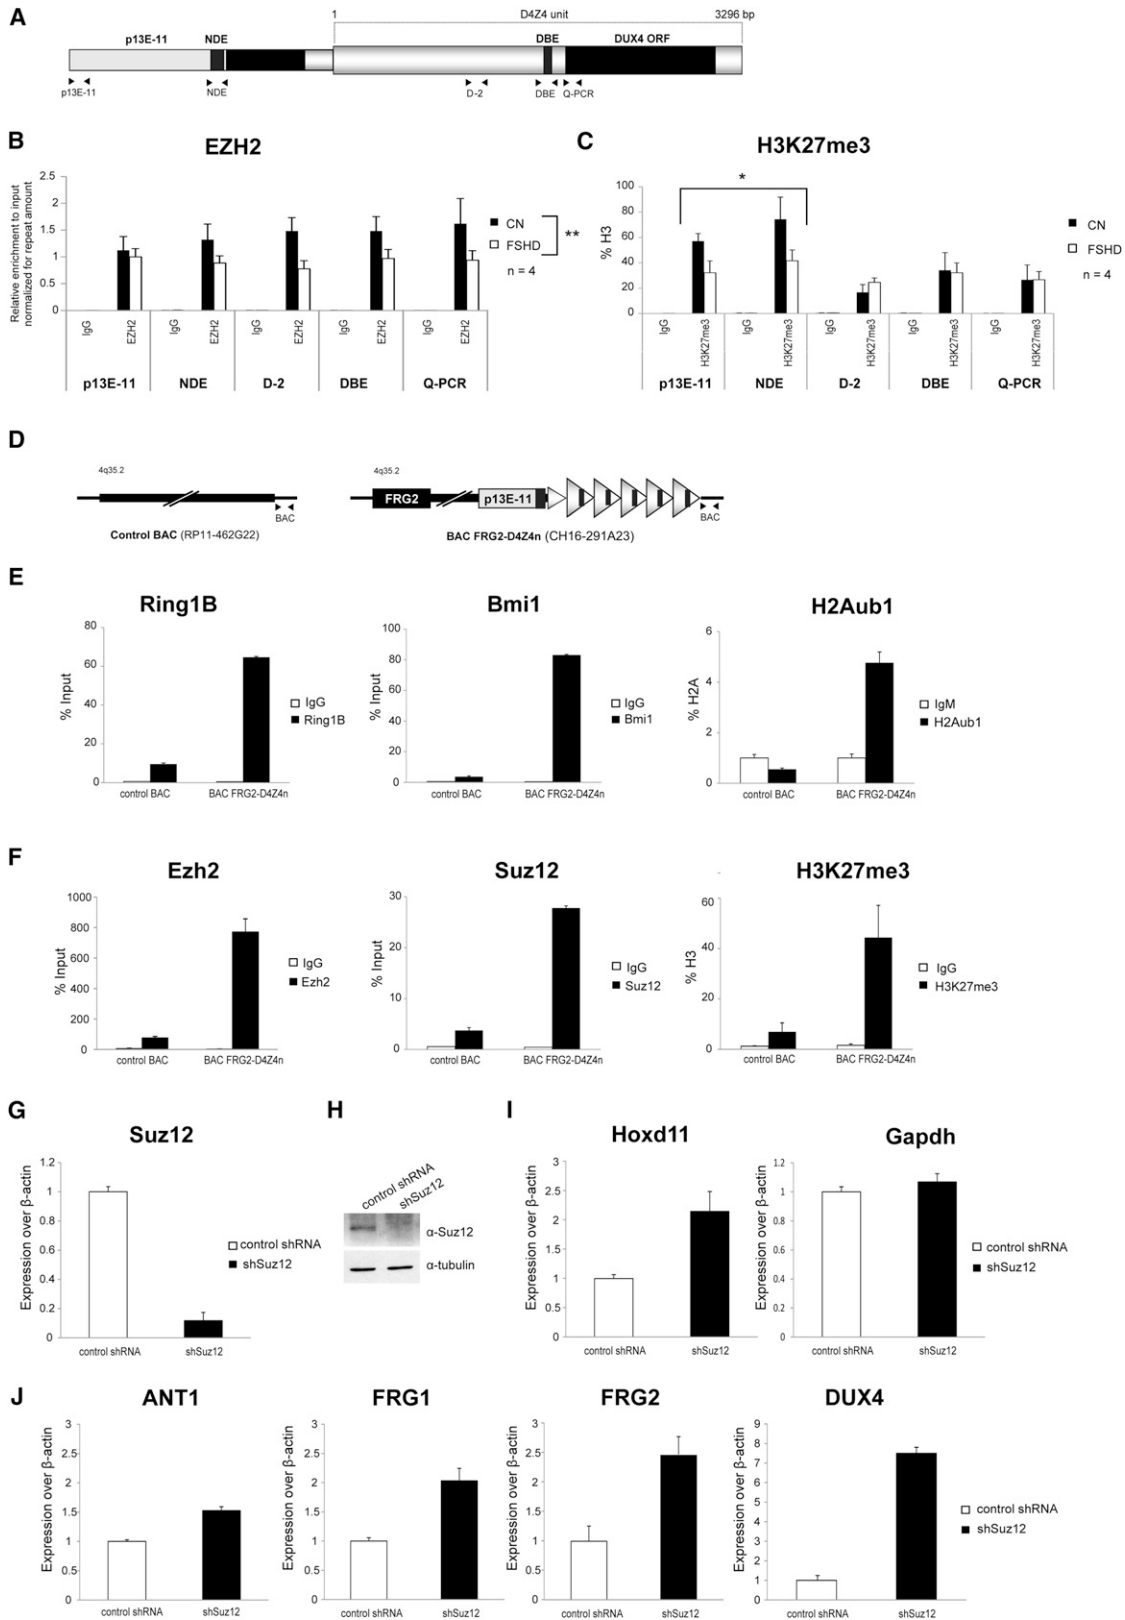 A
1 D4Z4 unit 3296 bp
p13E-11 NDE DBE DUX4 ORF
p13E-11 NDE D-2 DBE Q-PCR
B
EZH2
Relative enrichment to input
normalized for repeat amount
2.5
2
1.5
1
0.5
0
IgG EZH2 IgG EZH2 IgG EZH2 IgG EZH2 IgG EZH2
p13E-11 NDE D-2 DBE Q-PCR
CN
FSHD
**
n = 4
C
H3K27me3
% H3
100
80
60
40
20
0
*
IgG H3K27me3 IgG H3K27me3 IgG H3K27me3 IgG H3K27me3 IgG H3K27me3
p13E-11 NDE D-2 DBE Q-PCR
CN
FSHD
n = 4
D
4q35.2
BAC
Control BAC (RP11-462G22)
4q35.2
FRG2 p13E-11
BAC
BAC FRG2-D4Z4n (CH16-291A23)
E
Ring1B
% Input
80
60
40
20
0
control BAC BAC FRG2-D4Z4n
IgG
Ring1B
Bmi1
% Input
100
80
60
40
20
0
control BAC BAC FRG2-D4Z4n
IgG
Bmi1
H2Aub1
% H2A
6
4
2
0
control BAC BAC FRG2-D4Z4n
IgM
H2Aub1
F
Ezh2
% Input
1000
800
600
400
200
0
control BAC BAC FRG2-D4Z4n
IgG
Ezh2
Suz12
% Input
30
20
10
0
control BAC BAC FRG2-D4Z4n
IgG
Suz12
H3K27me3
% H3
60
40
20
0
control BAC BAC FRG2-D4Z4n
IgG
H3K27me3
G
Suz12
Expression over β-actin
1.2
1
0.8
0.6
0.4
0.2
0
control shRNA shSuz12
control shRNA
shSuz12
H
control shRNA
shSuz12
α-Suz12
α-tubulin
I
Hoxd11
Expression over β-actin
3
2.5
2
1.5
1
0.5
0
control shRNA shSuz12
Gapdh
Expression over β-actin
1.2
1
0.8
0.6
0.4
0.2
0
control shRNA shSuz12
control shRNA
shSuz12
J
ANT1
Expression over β-actin
3
2.5
2
1.5
1
0.5
0
control shRNA shSuz12
FRG1
Expression over β-actin
3
2.5
2
1.5
1
0.5
0
control shRNA shSuz12
FRG2
Expression over β-actin
3
2.5
2
1.5
1
0.5
0
control shRNA shSuz12
DUX4
Expression over β-actin
9
8
7
6
5
4
3
2
1
0
control shRNA shSuz12
control shRNA
shSuz12